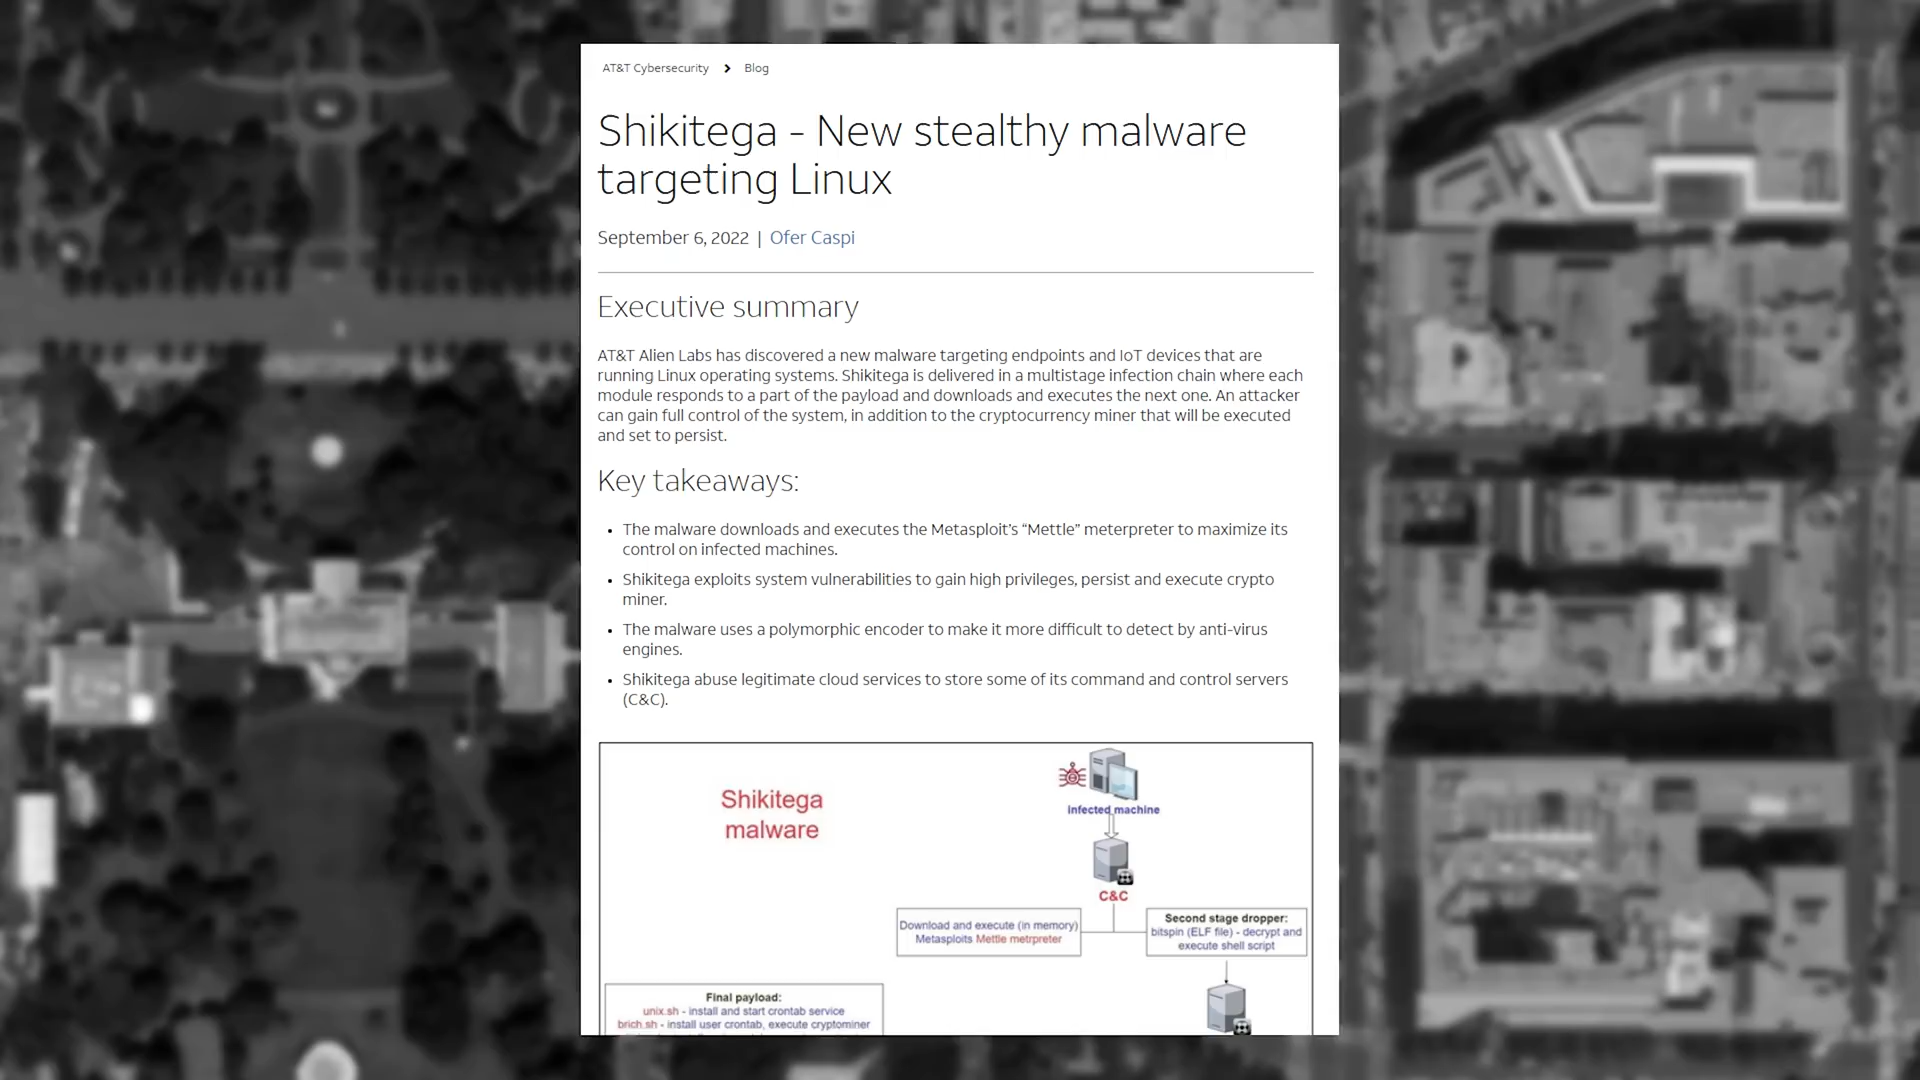 AT&T Cybersecurity > Blog
Shikitega - New stealthy malware
targeting Linux
September 6, 2022 | Ofer Caspi
Executive summary
AT&T Alien Labs has discovered a new malware targeting endpoints and IoT devices that are
running Linux operating systems. Shikitega is delivered in a multistage infection chain where each
module responds to a part of the payload and downloads and executes the next one. An attacker
can gain full control of the system, in addition to the cryptocurrency miner that will be executed
and set to persist.
Key takeaways:
• The malware downloads and executes the Metasploit's “Mettle” meterpreter to maximize its
control on infected machines.
• Shikitega exploits system vulnerabilities to gain high privileges, persist and execute crypto
miner.
• The malware uses a polymorphic encoder to make it more difficult to detect by anti-virus
engines.
• Shikitega abuse legitimate cloud services to store some of its command and control servers
(C&C).
Shikitega
malware
Infected machine
C&C
Download and execute (in memory)
Metasploits Mettle metrpreter
Second stage dropper:
bitspin (ELF file) - decrypt and
execute shell script
Final payload:
unix.sh - install and start crontab service
brich.sh - install user crontab, execute cryptominer